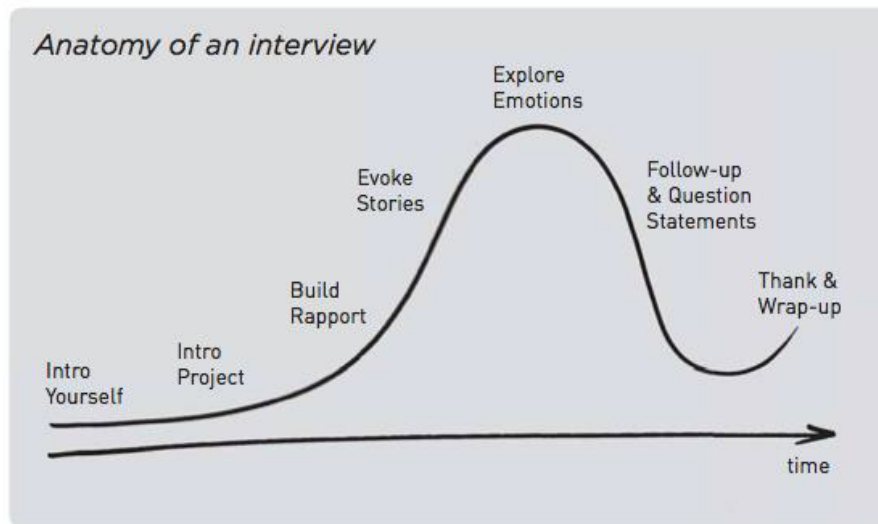 Anatomy of an interview
Explore
Emotions
Evoke
Stories
Follow-up
& Question
Statements
Build
Rapport
Thank &
Wrap-up
Intro
Project
Intro
Yourself
time